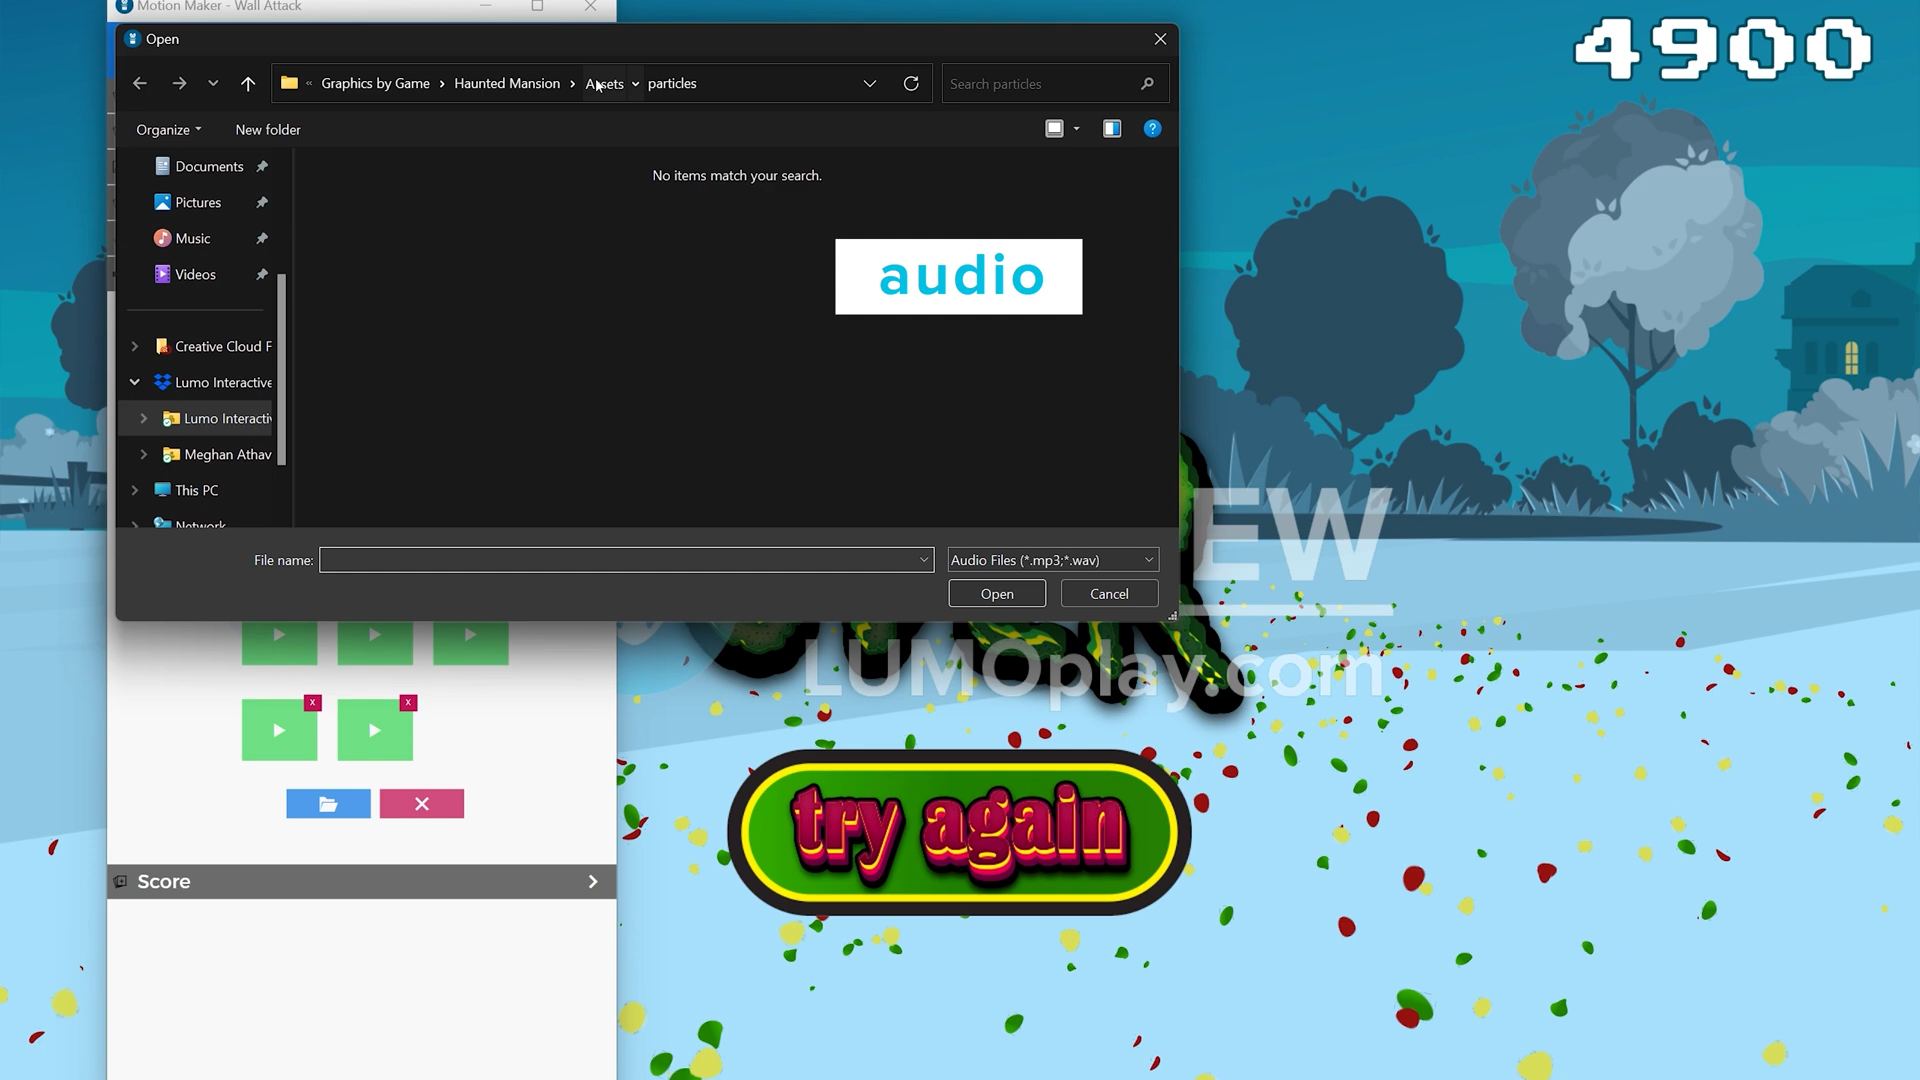 Motion Maker - Wall Attack
4900
Open
« Graphics by Game › Haunted Mansion › Assets particles
Search particles
Organize
New folder
?
Documents
Pictures
Music
Videos
Creative Cloud F
Lumo Interactive
Lumo Interacti
Meghan Athav
This PC
Network
No items match your search.
audio
File name:
Audio Files (*.mp3;*.wav)
Open
Cancel
EW
LUMOplay.com
x
x
try again
Score